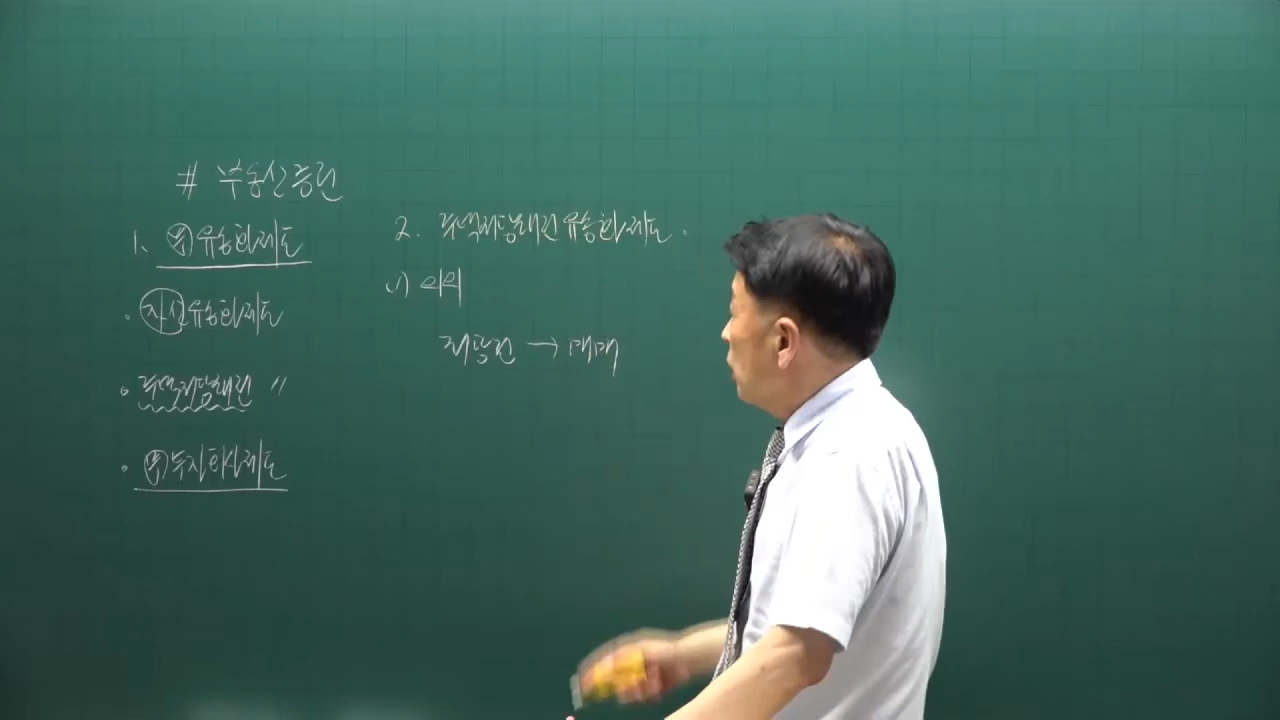 # 부동산증권
1. 부)유동화제도
· 자산유동화제도
· 주택저당채권 〃
· 부)투자회사제도
2. 주택저당채권유동화제도.
1) 의의
저당권 → 매매